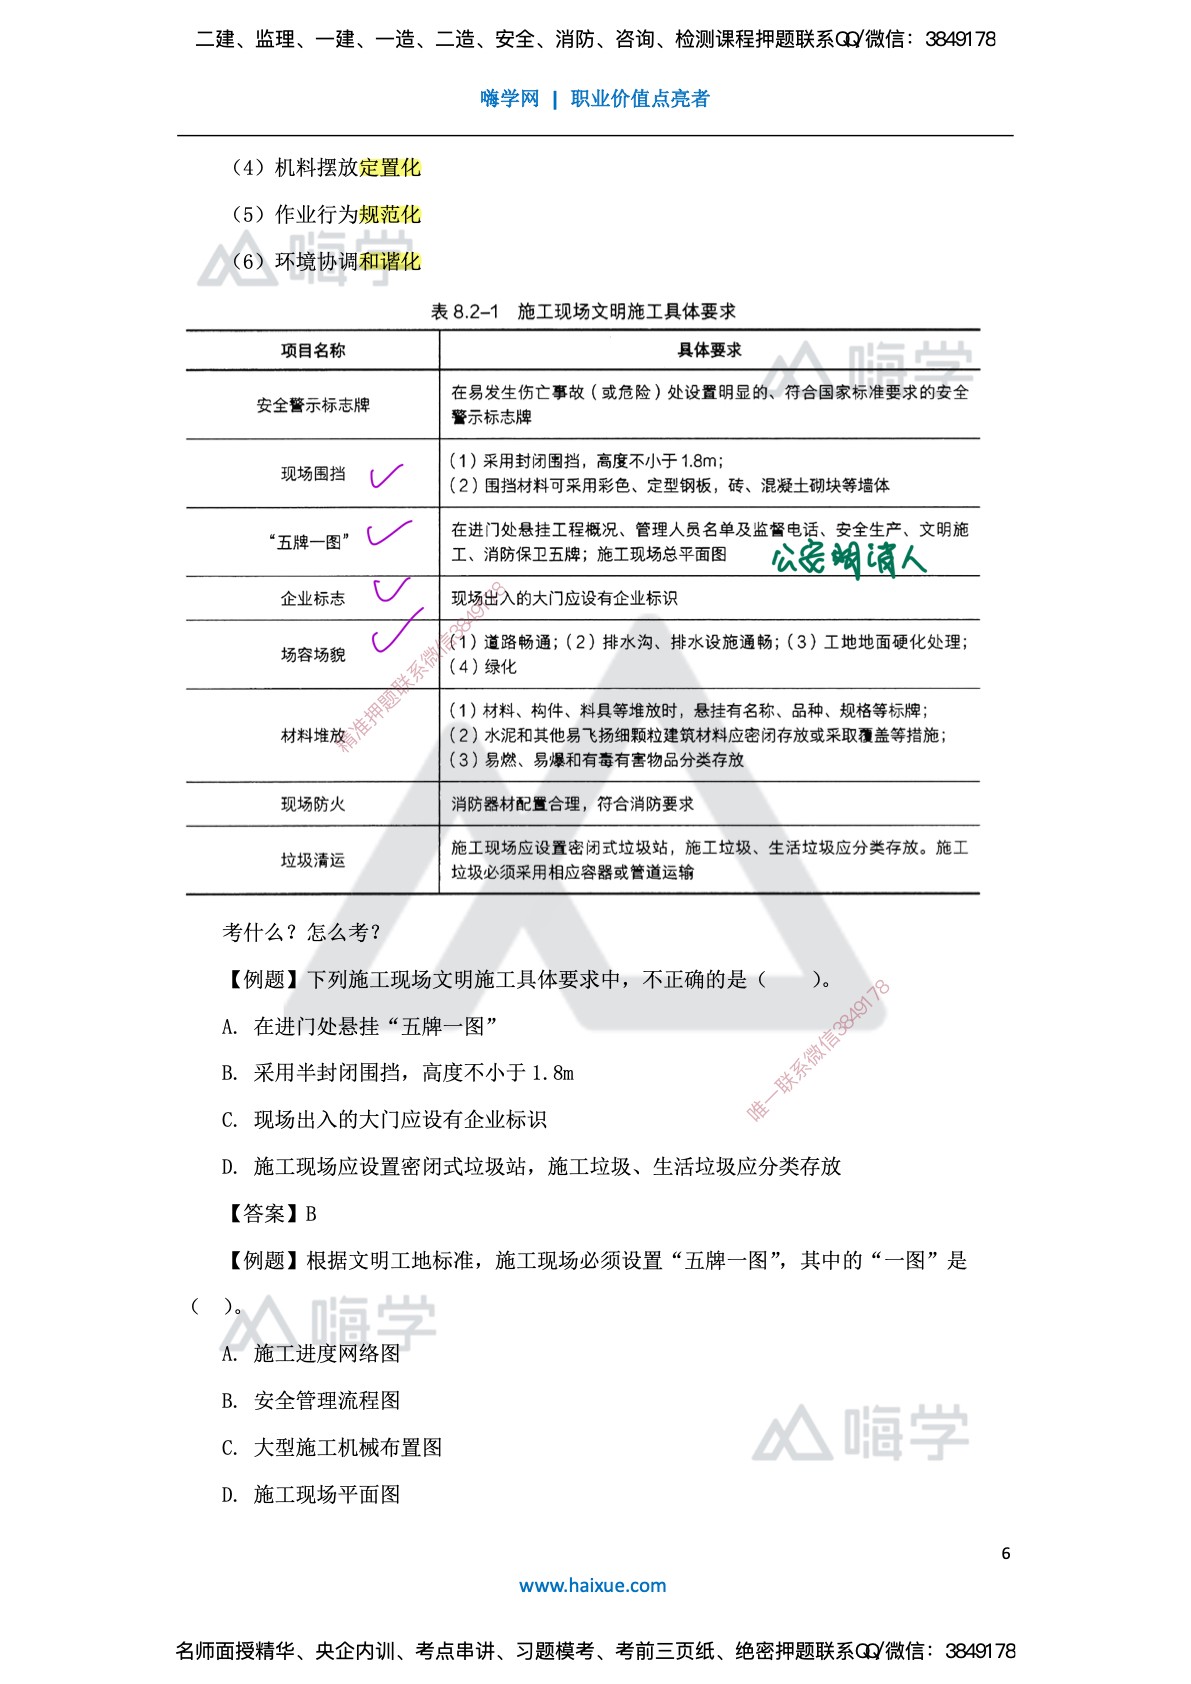 二建、监理、一建、一造、二造、安全、消防、咨询、检测课程押题联系QQ/微信：3849178
嗨学网 | 职业价值点亮者
（4）机料摆放定置化
（5）作业行为规范化
嗨学
（6）环境协调和谐化
表 8.2-1 施工现场文明施工具体要求
项目名称 具体要求
嗨学
安全警示标志牌
在易发生伤亡事故（或危险）处设置明显的、符合国家标准要求的安全
警示标志牌
现场围挡
（1）采用封闭围挡，高度不小于 1.8m；
（2）围挡材料可采用彩色、定型钢板，砖、混凝土砌块等墙体
“五牌一图”
在进门处悬挂工程概况、管理人员名单及监督电话、安全生产、文明施
工、消防保卫五牌；施工现场总平面图
公安明消人
企业标志
现场出入的大门应设有企业标识
场容场貌
（1）道路畅通；（2）排水沟、排水设施通畅；（3）工地地面硬化处理；
（4）绿化
精准押题联系微信3849178
材料堆放
（1）材料、构件、料具等堆放时，悬挂有名称、品种、规格等标牌；
（2）水泥和其他易飞扬细颗粒建筑材料应密闭存放或采取覆盖等措施；
（3）易燃、易爆和有毒有害物品分类存放
现场防火
消防器材配置合理，符合消防要求
垃圾清运
施工现场应设置密闭式垃圾站，施工垃圾、生活垃圾应分类存放。施工
垃圾必须采用相应容器或管道运输
考什么？怎么考？
【例题】下列施工现场文明施工具体要求中，不正确的是（ ）。
A. 在进门处悬挂“五牌一图”
B. 采用半封闭围挡，高度不小于 1.8m
唯一联系微信3849178
C. 现场出入的大门应设有企业标识
D. 施工现场应设置密闭式垃圾站，施工垃圾、生活垃圾应分类存放
【答案】B
【例题】根据文明工地标准，施工现场必须设置“五牌一图”，其中的“一图”是
（ ）。
嗨学
A. 施工进度网络图
B. 安全管理流程图
嗨学
C. 大型施工机械布置图
D. 施工现场平面图
6
www.haixue.com
名师面授精华、央企内训、考点串讲、习题模考、考前三页纸、绝密押题联系QQ/微信：3849178